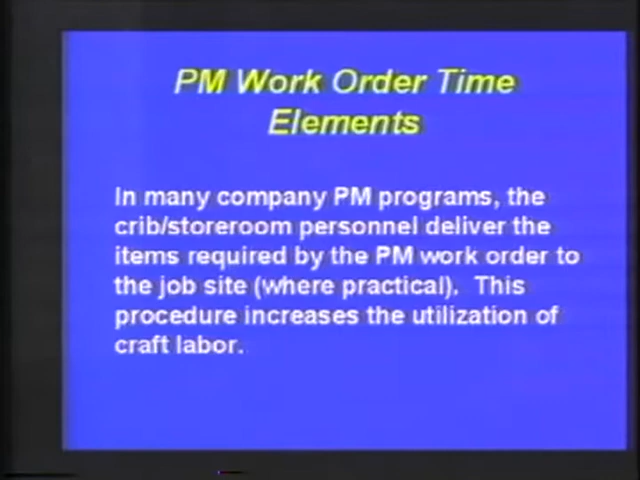 PM Work Order Time
Elements
In many company PM programs, the
crib/storeroom personnel deliver the
items required by the PM work order to
the job site (where practical).  This
procedure increases the utilization of
craft labor.